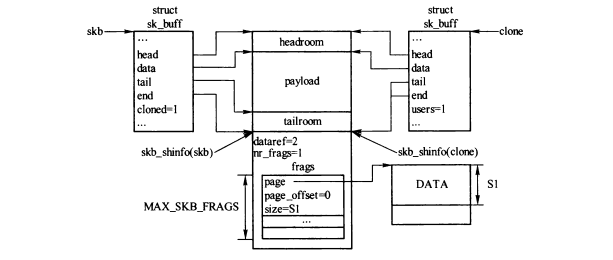 struct
sk_buff
skb
…
head
data
tail
end
cloned=1
…
headroom
payload
tailroom
struct
sk_buff
clone
…
head
data
tail
end
users=1
…
skb_shinfo(skb)
skb_shinfo(clone)
dataref=2
nr_frags=1
frags
page
page_offset=0
size=S1
…
MAX_SKB_FRAGS
DATA
S1